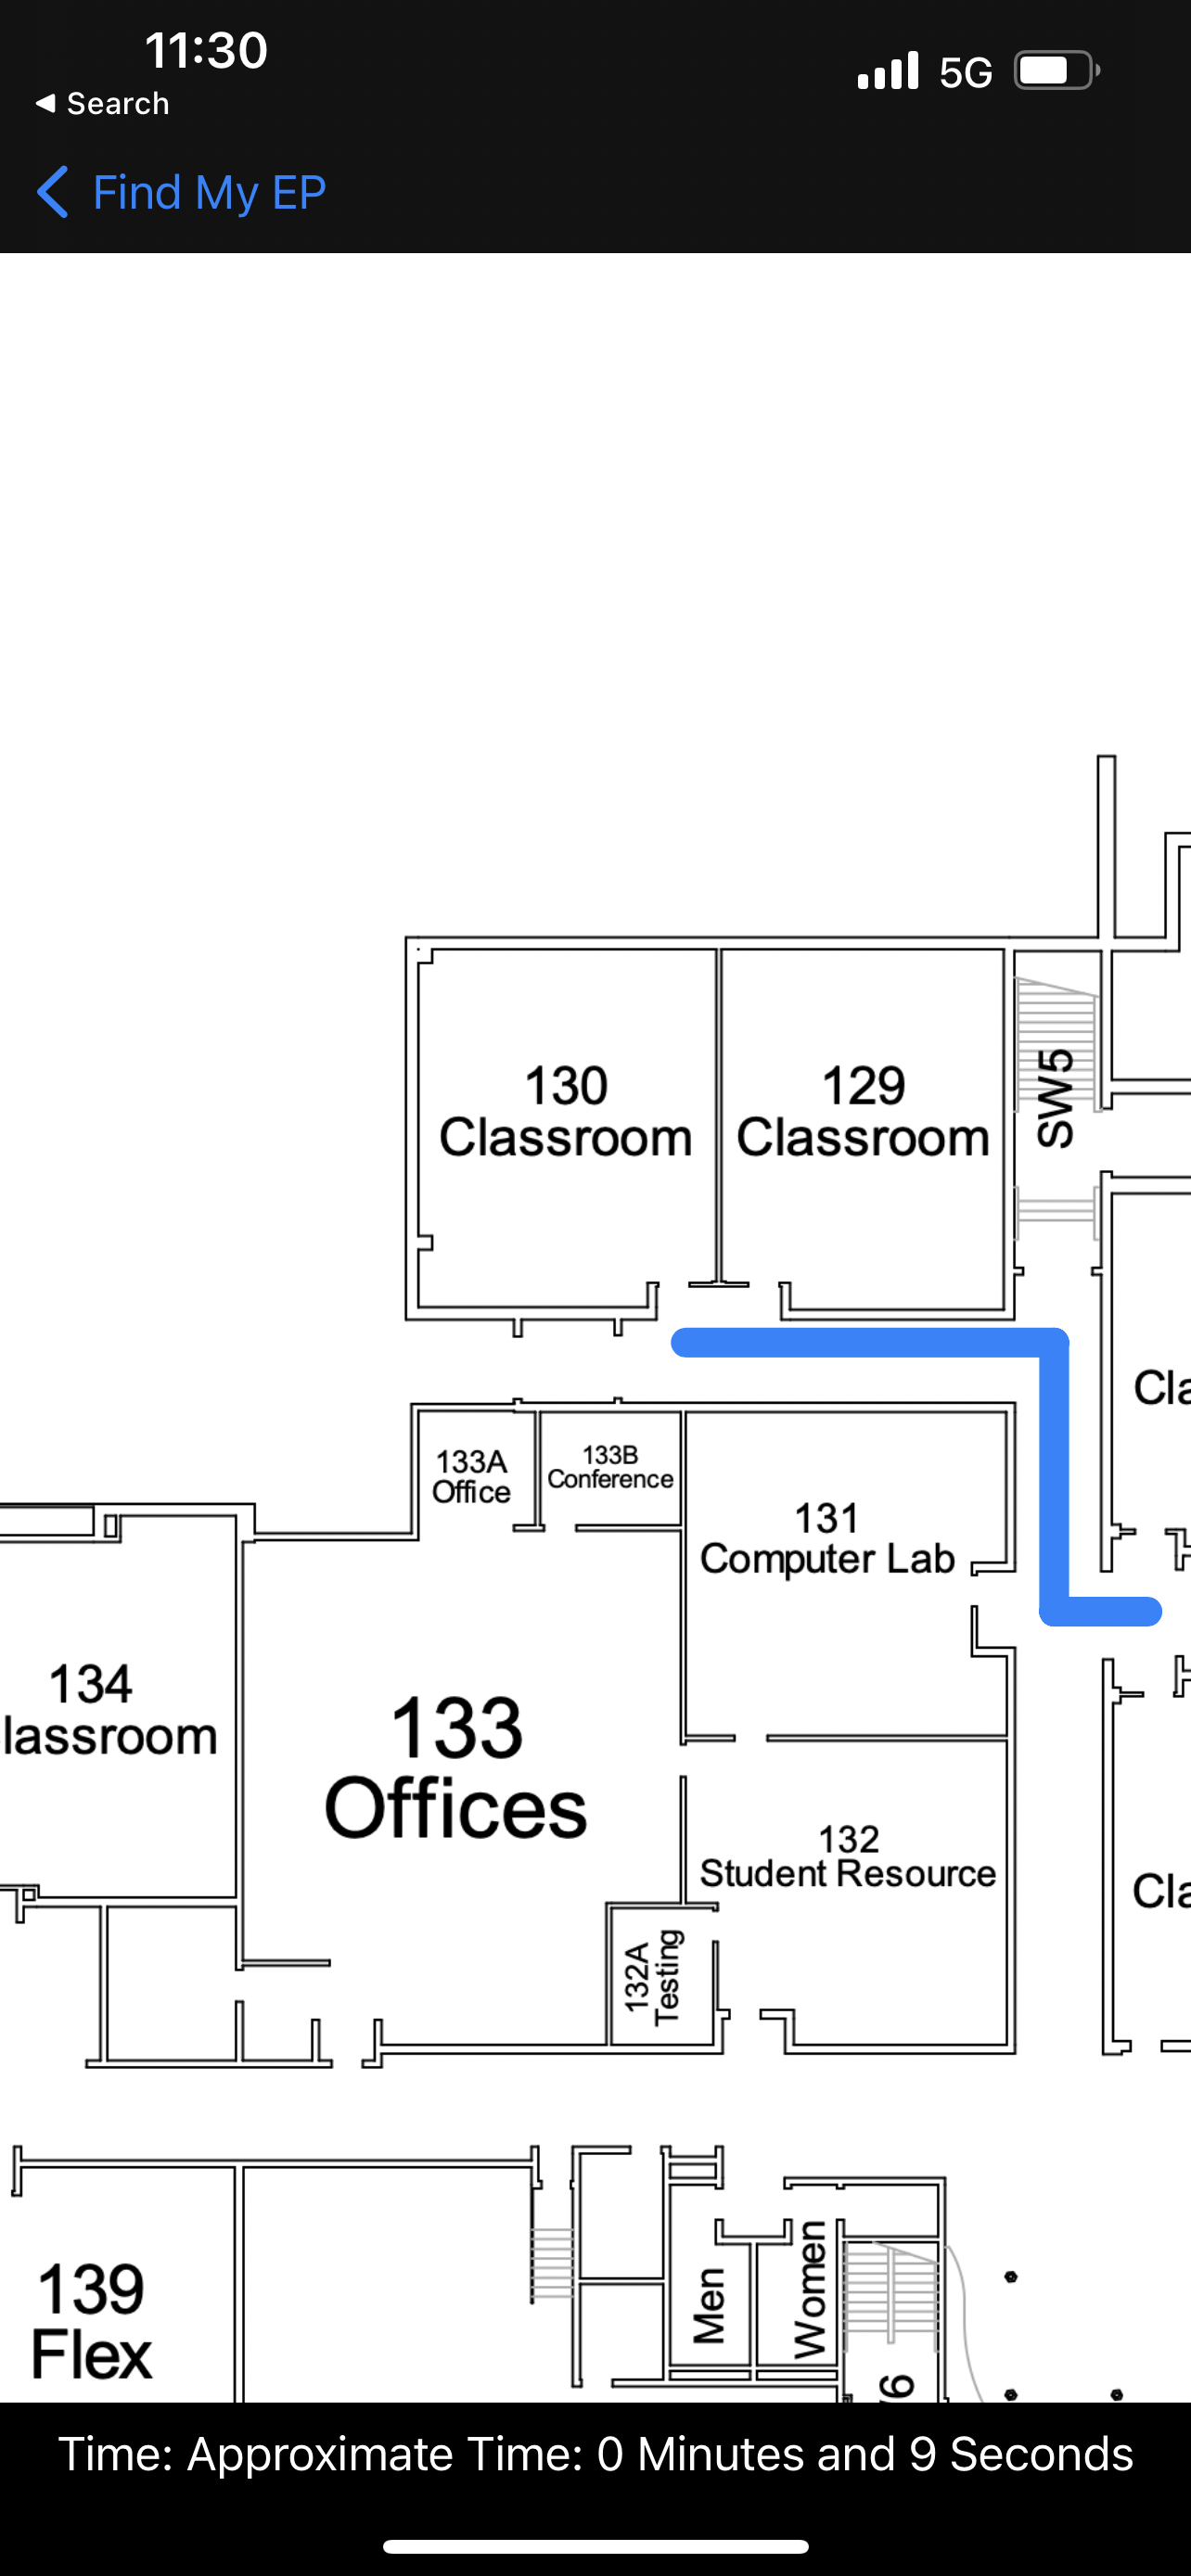 11:30
5G
◀ Search
Find My EP
130
Classroom
129
Classroom
SW5
Cla
133A
Office
133B
Conference
131
Computer Lab
134
lassroom
133
Offices
132
Student Resource
Cla
132A
Testing
139
Flex
Men
Women
6
Time: Approximate Time: 0 Minutes and 9 Seconds